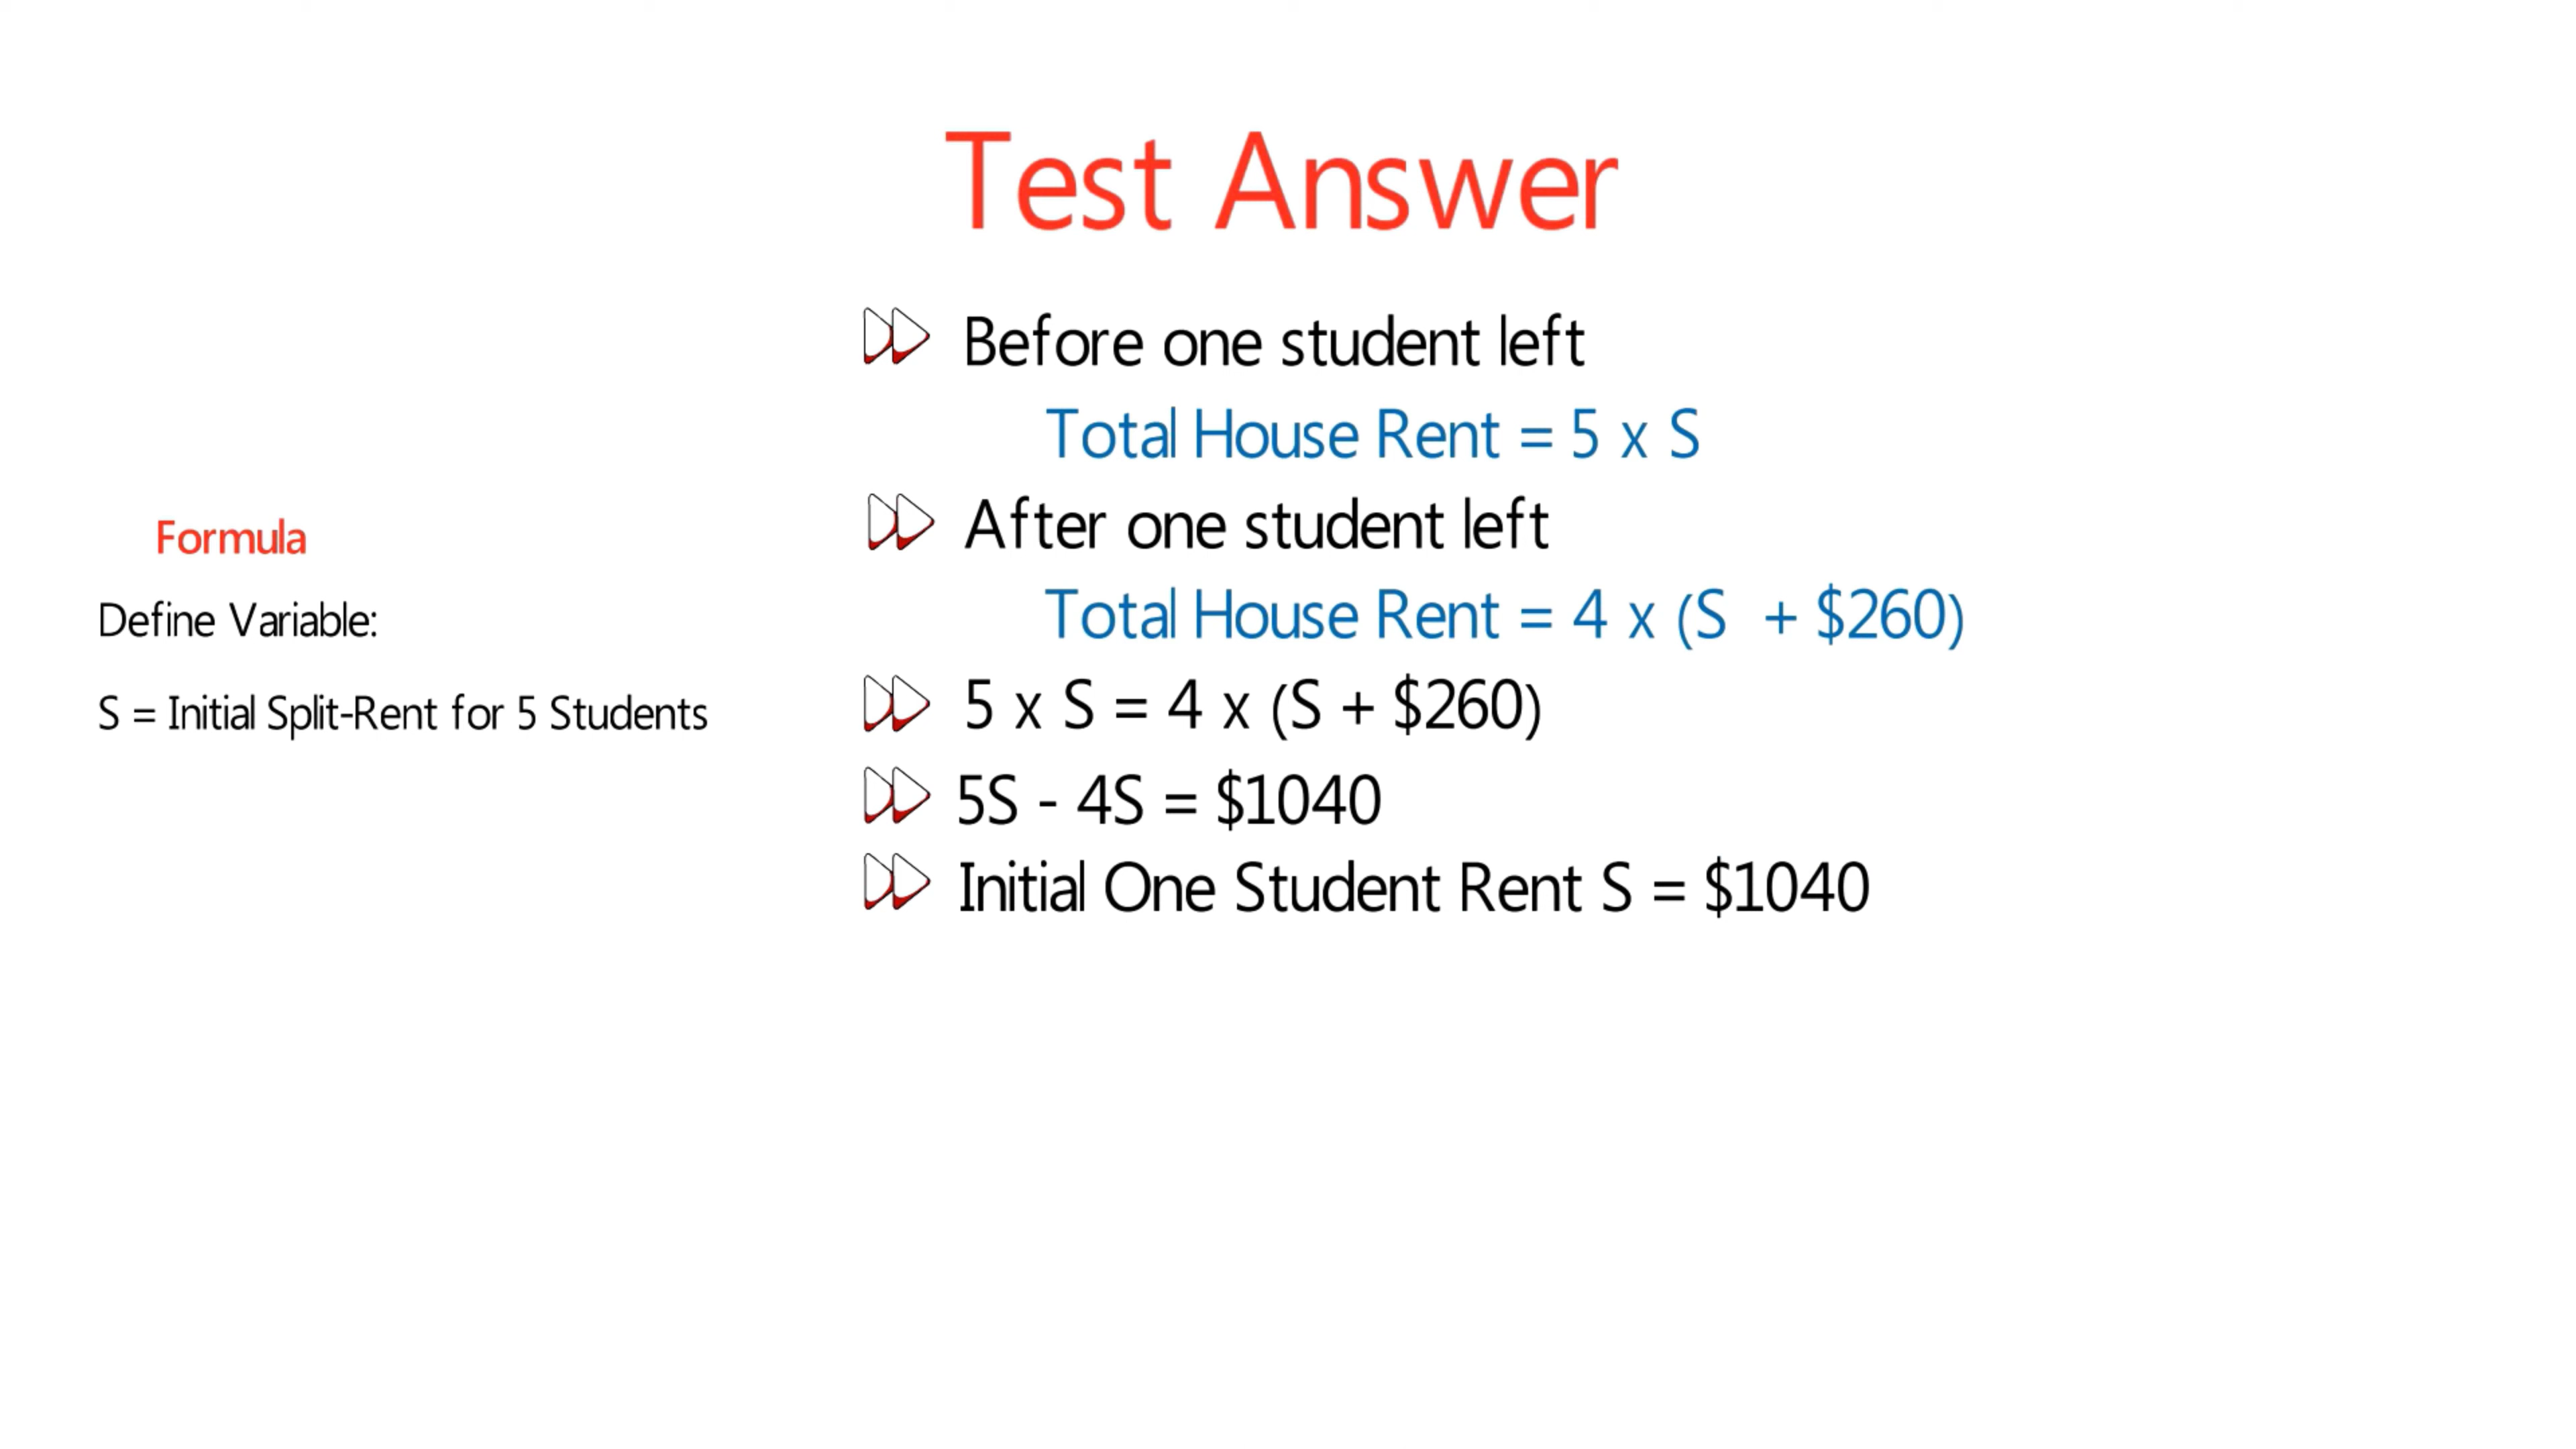 Test Answer
Formula
Define Variable:
S = Initial Split-Rent for 5 Students
Before one student left
Total House Rent = 5 x S
After one student left
Total House Rent = 4 x (S + $260)
5 x S = 4 x (S + $260)
5S - 4S = $1040
Initial One Student Rent S = $1040